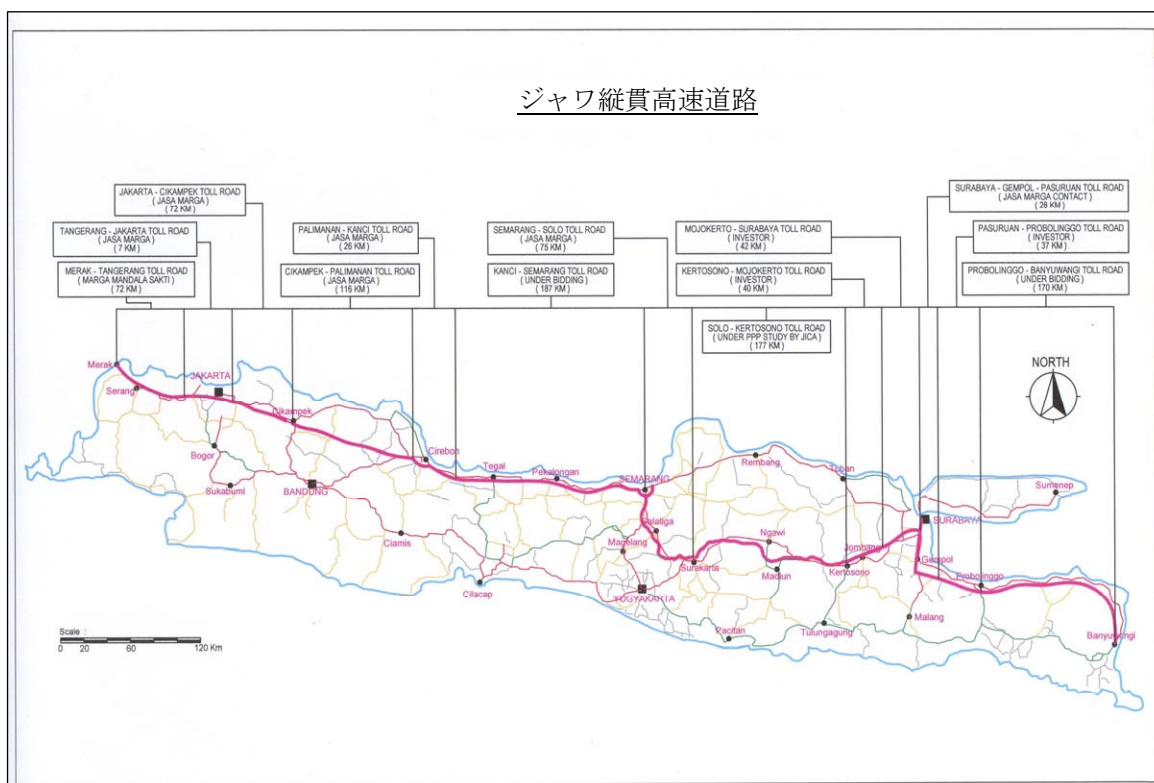 ジャワ縦貫高速道路
JAKARTA - CIKAMPEK TOLL ROAD
( JASA MARGA )
( 72 KM )
TANGERANG - JAKARTA TOLL ROAD
( JASA MARGA )
( 7 KM )
MERAK - TANGERANG TOLL ROAD
( MARGA MANDALA SAKTI )
( 72 KM )
PALIMANAN - KANCI TOLL ROAD
( JASA MARGA )
( 26 KM )
CIKAMPEK - PALIMANAN TOLL ROAD
( JASA MARGA )
( 116 KM )
SEMARANG - SOLO TOLL ROAD
( JASA MARGA )
( 75 KM )
KANCI - SEMARANG TOLL ROAD
( UNDER BIDDING )
( 187 KM )
MOJOKERTO - SURABAYA TOLL ROAD
( INVESTOR )
( 42 KM )
KERTOSONO - MOJOKERTO TOLL ROAD
( INVESTOR )
( 40 KM )
SOLO - KERTOSONO TOLL ROAD
( UNDER PPP STUDY BY JICA )
( 177 KM )
SURABAYA - GEMPOL - PASURUAN TOLL ROAD
( JASA MARGA CONTACT )
( 28 KM )
PASURUAN - PROBOLINGGO TOLL ROAD
( INVESTOR )
( 37 KM )
PROBOLINGGO - BANYUWANGI TOLL ROAD
( UNDER BIDDING )
( 170 KM )
NORTH
Merak
Serang
JAKARTA
Cikampek
Bogor
Sukabumi
BANDUNG
Cirebon
Tegal
Pekalongan
SEMARANG
Rembang
Tuban
Sumenep
SURABAYA
Ciamis
Cilacap
Salatiga
Magelang
YOGYAKARTA
Surakarta
Ngawi
Madiun
Jombang
Kertosono
Gempol
Probolinggo
Malang
Tulungagung
Pacitan
Banyuwangi
Scale :
0 20 60 120 Km